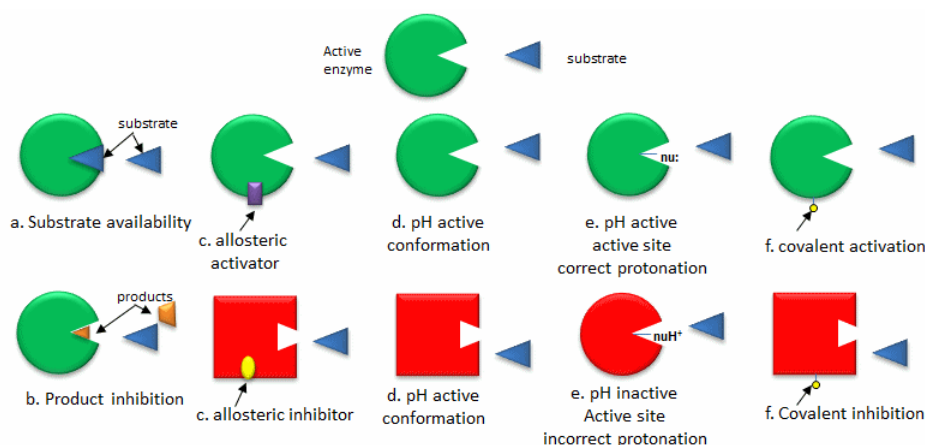 Active
enzyme
substrate
substrate
nu:
a. Substrate availability
c. allosteric
activator
d. pH active
conformation
e. pH active
active site
correct protonation
f. covalent activation
products
nuH⁺
b. Product inhibition
c. allosteric inhibitor
d. pH active
conformation
e. pH inactive
Active site
incorrect protonation
f. Covalent inhibition